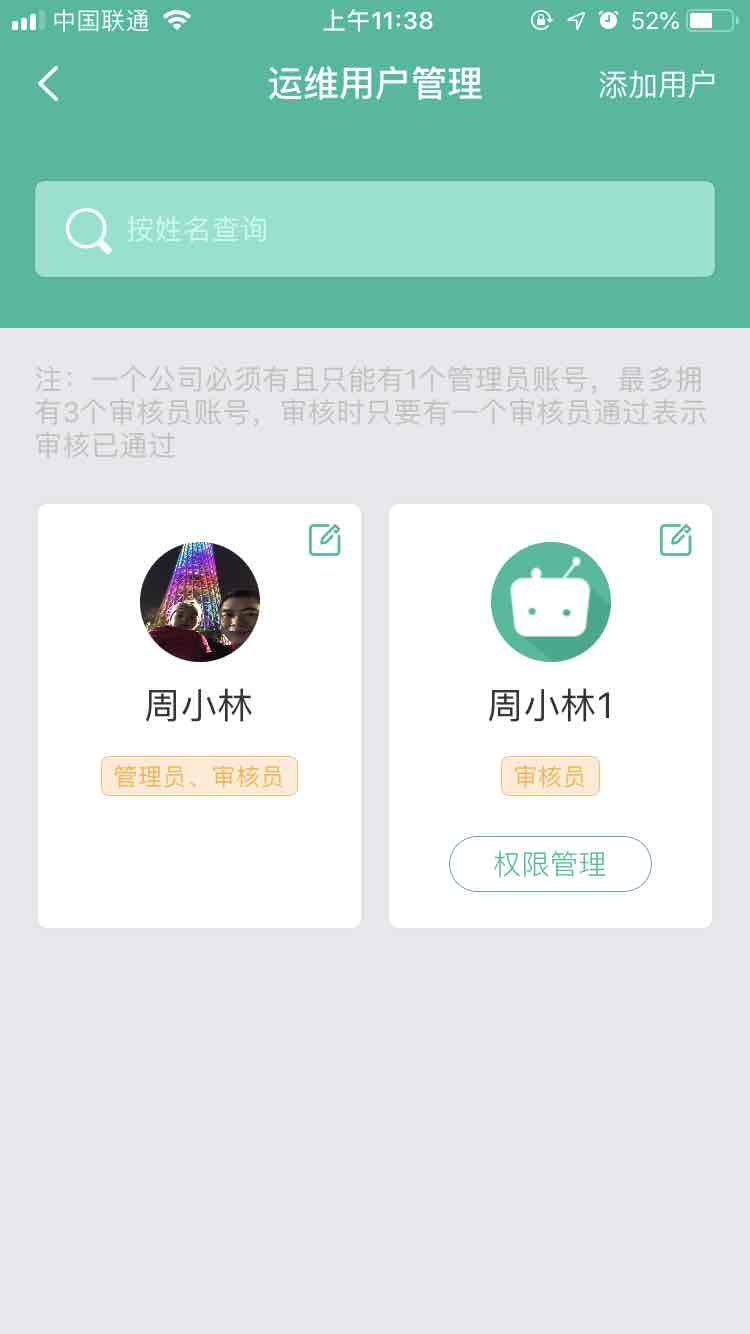 中国联通
上午11:38
52%
运维用户管理
添加用户
按姓名查询
注：一个公司必须有且只能有1个管理员账号，最多拥
有3个审核员账号，审核时只要有一个审核员通过表示
审核已通过
周小林
管理员、审核员
周小林1
审核员
权限管理